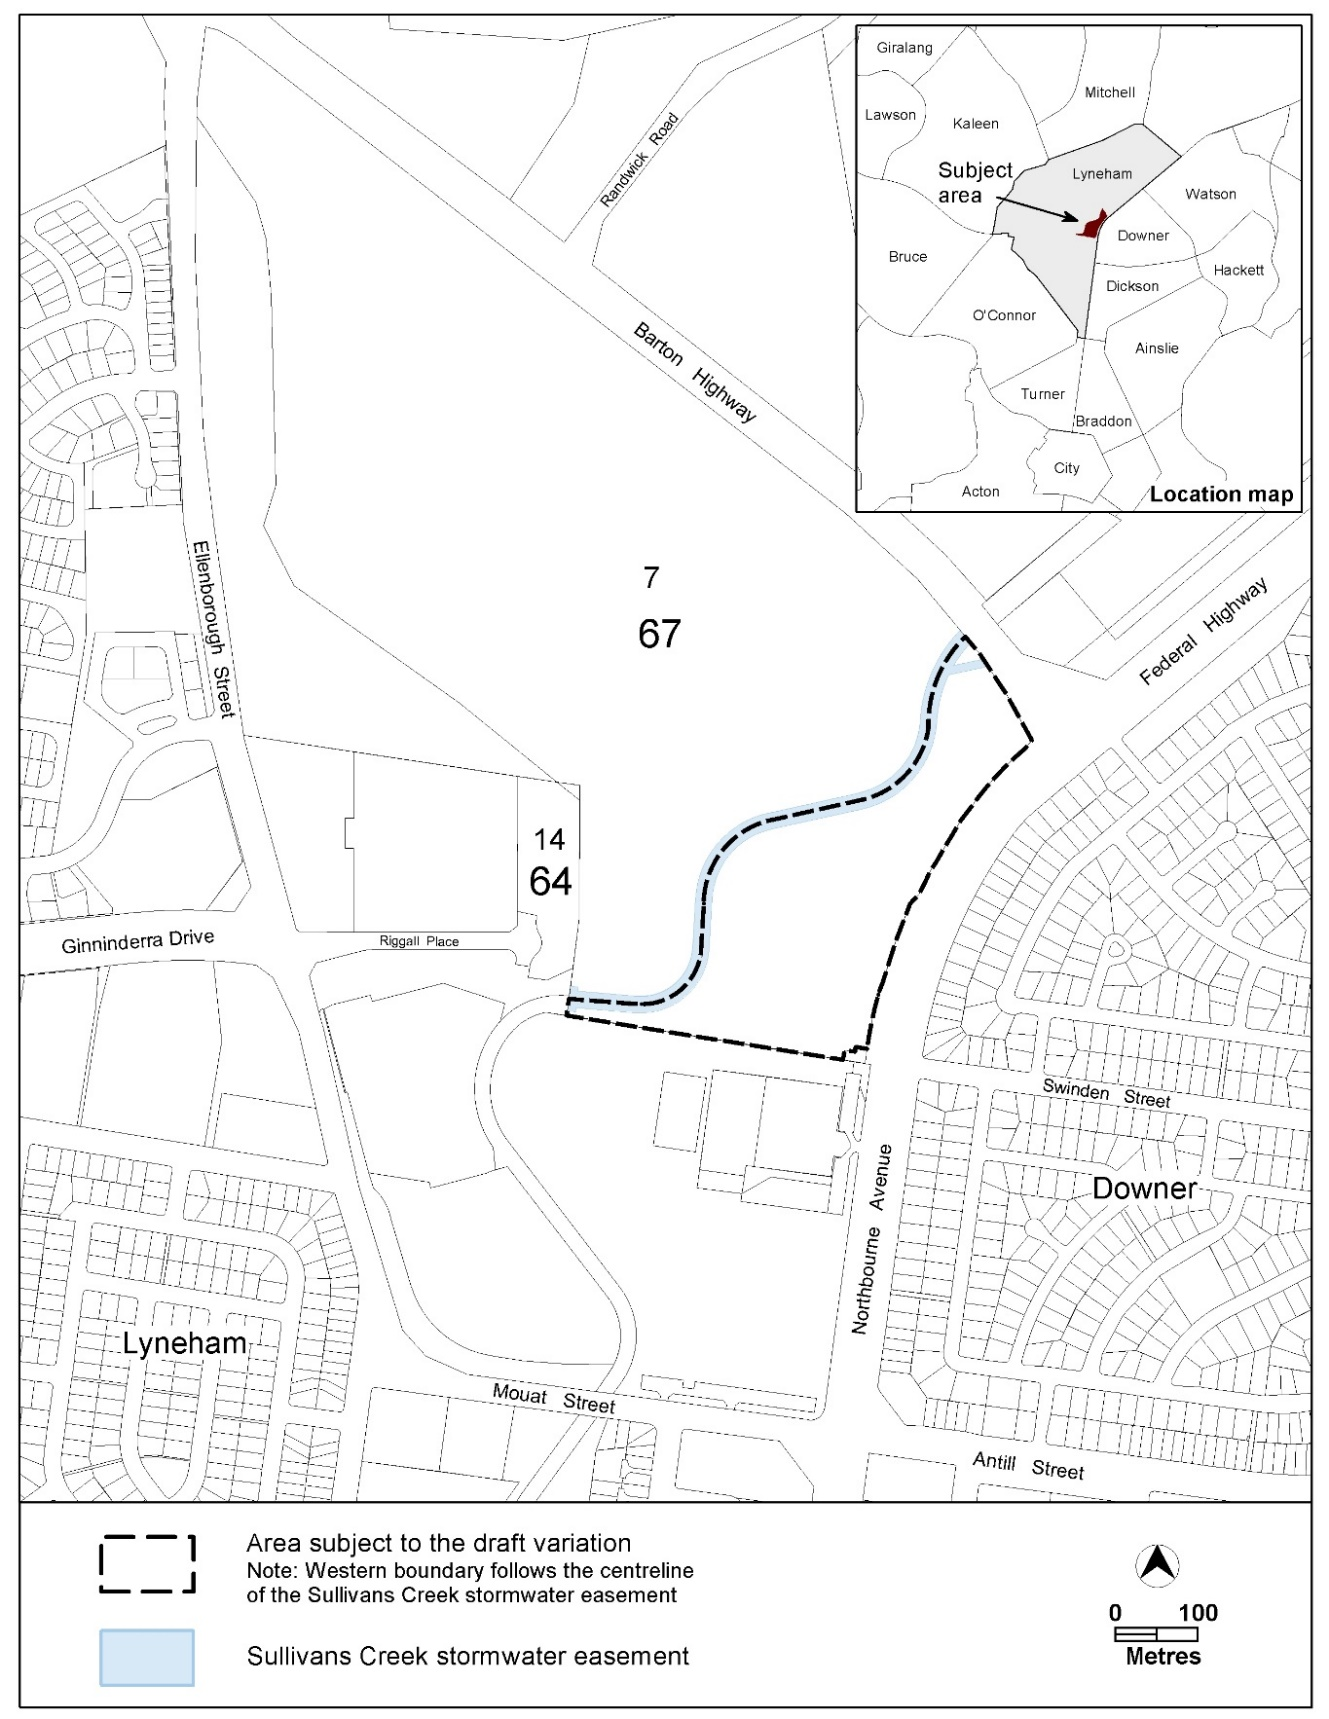 Giralang
Mitchell
Lawson
Kaleen
Subject
area
Lyneham
Watson
Downer
Bruce
Hackett
Dickson
O'Connor
Ainslie
Turner
Braddon
City
Acton
Location map
Randwick Road
Barton Highway
Ellenborough Street
7
67
Federal Highway
14
64
Ginninderra Drive
Riggall Place
Swinden Street
Downer
Northbourne Avenue
Lyneham
Mouat Street
Antill Street
Area subject to the draft variation
Note: Western boundary follows the centreline
of the Sullivans Creek stormwater easement
Sullivans Creek stormwater easement
0 100
Metres